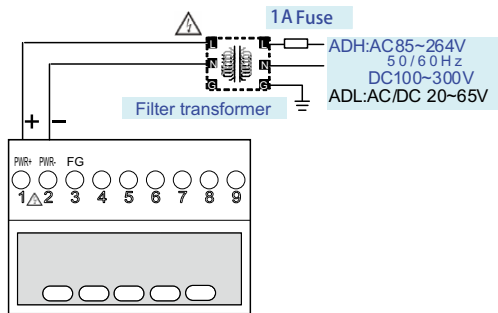 1A Fuse
L L
ADH:AC85~264V
50/60Hz
N N
DC100~300V
G G
ADL:AC/DC 20~65V
Filter transformer
+ −
PWR+ PWR- FG
1 2 3 4 5 6 7 8 9